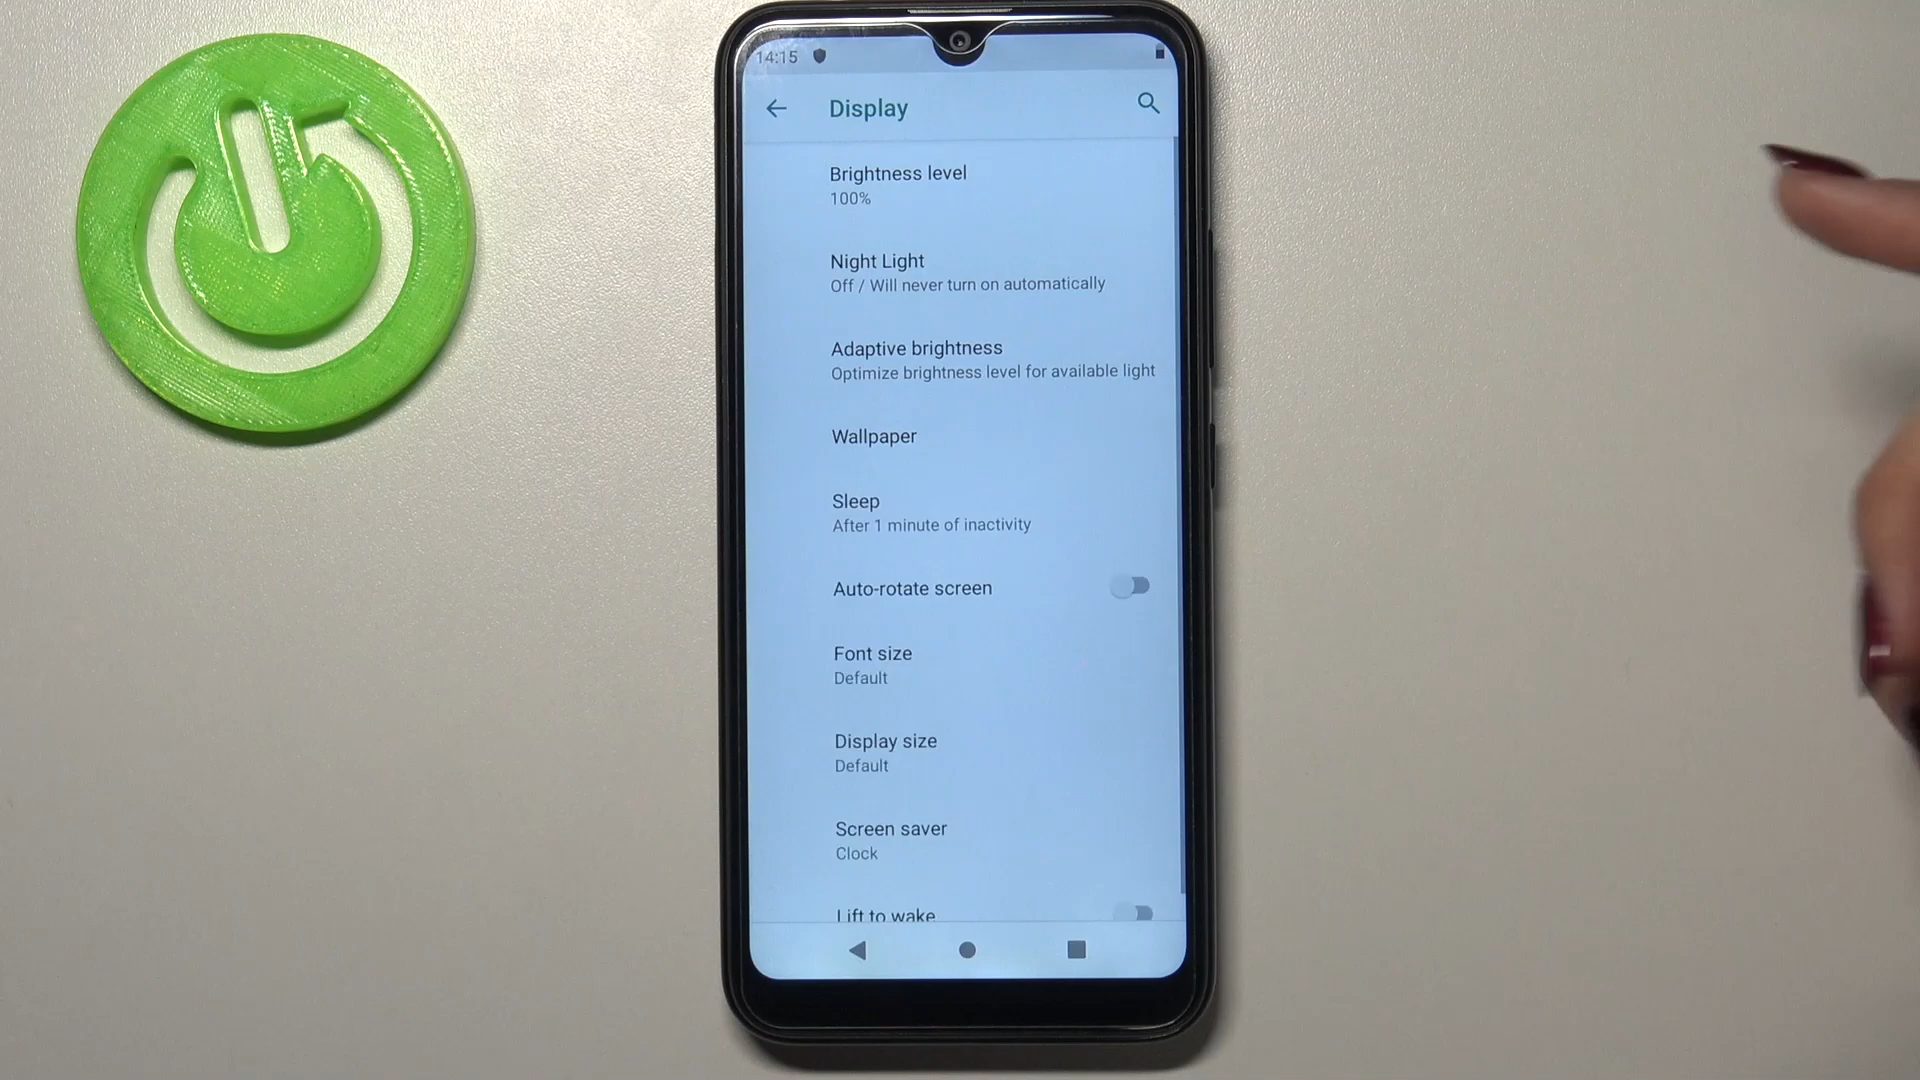 14:15
Display
Brightness level
100%
Night Light
Off / Will never turn on automatically
Adaptive brightness
Optimize brightness level for available light
Wallpaper
Sleep
After 1 minute of inactivity
Auto-rotate screen
Font size
Default
Display size
Default
Screen saver
Clock
Lift to wake